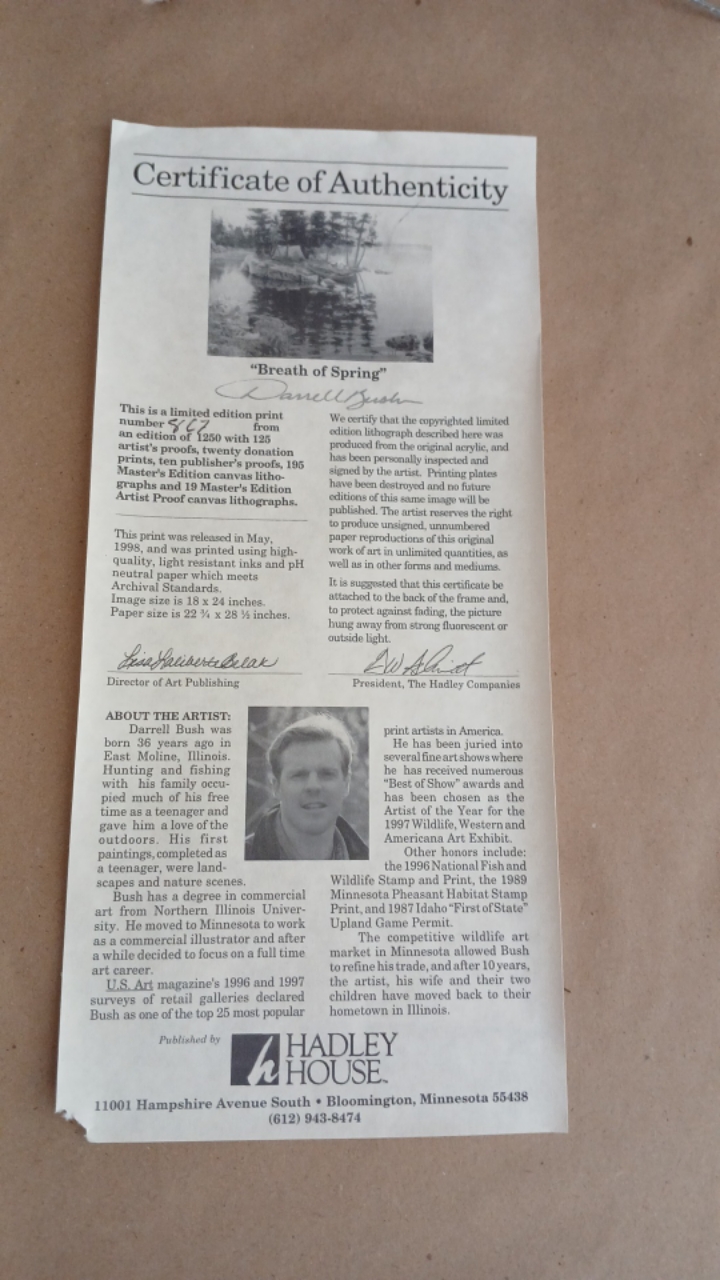 Certificate of Authenticity
"Breath of Spring"
Darrell Bush
This is a limited edition print
number 867 from
an edition of 1250 with 125
artist's proofs, twenty donation
prints, ten publisher's proofs, 195
Master's Edition canvas litho-
graphs and 19 Master's Edition
Artist Proof canvas lithographs.
This print was released in May,
1998, and was printed using high-
quality, light resistant inks and pH
neutral paper which meets
Archival Standards.
Image size is 18 x 24 inches.
Paper size is 22 ¾ x 28 ½ inches.
We certify that the copyrighted limited
edition lithograph described here was
produced from the original acrylic, and
has been personally inspected and
signed by the artist. Printing plates
have been destroyed and no future
editions of this same image will be
published. The artist reserves the right
to produce unsigned, unnumbered
paper reproductions of this original
work of art in unlimited quantities, as
well as in other forms and mediums.
It is suggested that this certificate be
attached to the back of the frame and,
to protect against fading, the picture
hung away from strong fluorescent or
outside light.
Director of Art Publishing
President, The Hadley Companies
ABOUT THE ARTIST:
Darrell Bush was
born 36 years ago in
East Moline, Illinois.
Hunting and fishing
with his family occu-
pied much of his free
time as a teenager and
gave him a love of the
outdoors. His first
paintings, completed as
a teenager, were land-
scapes and nature scenes.
Bush has a degree in commercial
art from Northern Illinois Univer-
sity. He moved to Minnesota to work
as a commercial illustrator and after
a while decided to focus on a full time
art career.
U.S. Art magazine's 1996 and 1997
surveys of retail galleries declared
Bush as one of the top 25 most popular
print artists in America.
He has been juried into
several fine art shows where
he has received numerous
"Best of Show" awards and
has been chosen as the
Artist of the Year for the
1997 Wildlife, Western and
Americana Art Exhibit.
Other honors include:
the 1996 National Fish and
Wildlife Stamp and Print, the 1989
Minnesota Pheasant Habitat Stamp
Print, and 1987 Idaho "First of State"
Upland Game Permit.
The competitive wildlife art
market in Minnesota allowed Bush
to refine his trade, and after 10 years,
the artist, his wife and their two
children have moved back to their
hometown in Illinois.
Published by
h HADLEY
HOUSE™
11001 Hampshire Avenue South • Bloomington, Minnesota 55438
(612) 943-8474